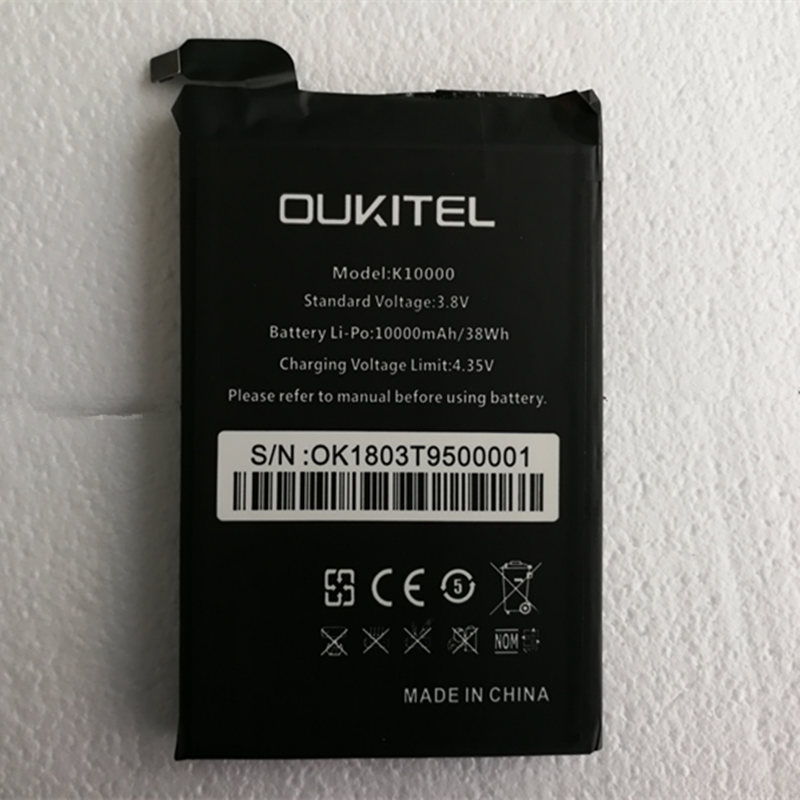 OUKITEL
Model:K10000
Standard Voltage:3.8V
Battery Li-Po:10000mAh/38Wh
Charging Voltage Limit:4.35V
Please refer to manual before using battery.
S/N :OK1803T9500001
CE 5
NOM
MADE IN CHINA